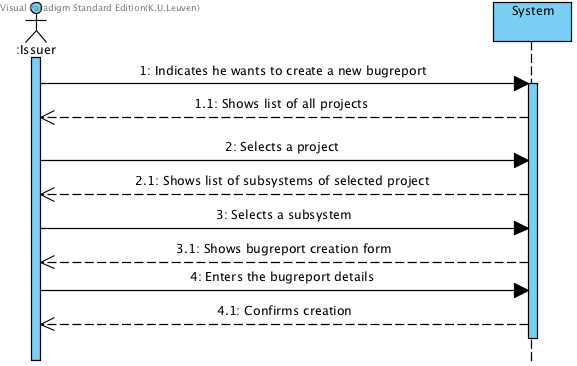 Visual Paradigm Standard Edition(K.U.Leuven)
System
:Issuer
1: Indicates he wants to create a new bugreport
1.1: Shows list of all projects
2: Selects a project
2.1: Shows list of subsystems of selected project
3: Selects a subsystem
3.1: Shows bugreport creation form
4: Enters the bugreport details
4.1: Confirms creation